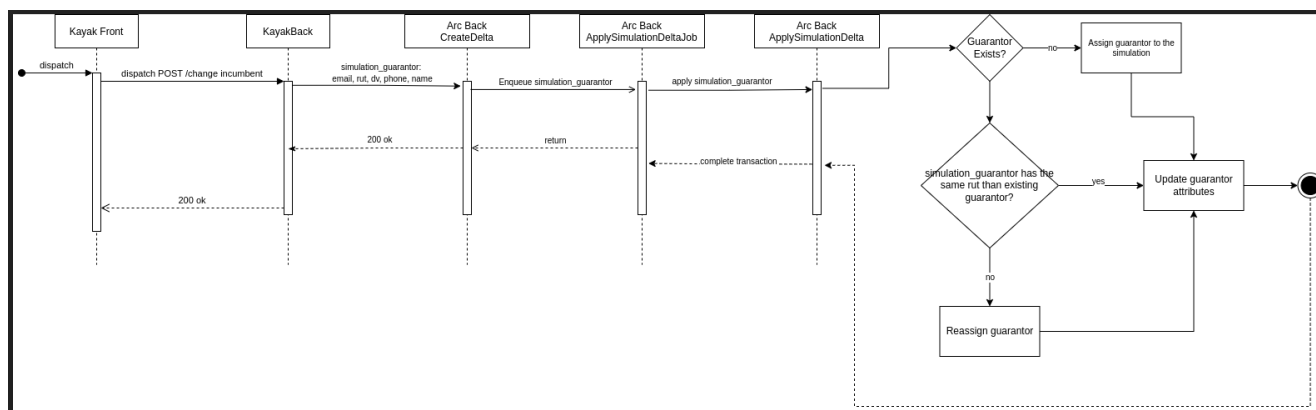 Kayak Front
KayakBack
Arc Back
CreateDelta
Arc Back
ApplySimulationDeltaJob
Arc Back
ApplySimulationDelta
Guarantor
Exists?
no
Assign guarantor to the
simulation
dispatch
dispatch POST /change incumbent
simulation_guarantor:
email, rut, dv, phone, name
Enqueue simulation_guarantor
apply simulation_guarantor
200 ok
return
complete transaction
simulation_guarantor has the
same rut than existing
guarantor?
yes
Update guarantor
attributes
200 ok
no
Reassign guarantor